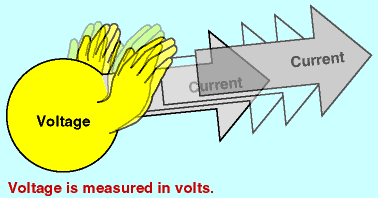 Current
Current
Voltage
Voltage is measured in volts.